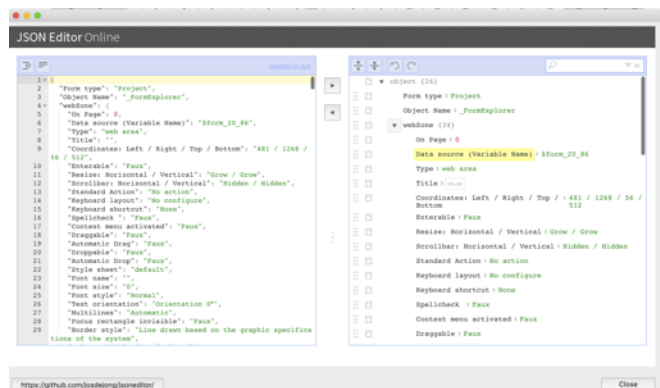 JSON Editor Online
powered by ace
1 {
2 "Form type": "Project",
3 "Object Name": "_FormExplorer",
4 "webZone": {
5 "On Page": 0,
6 "Data source (Variable Name)": "$form_20_86",
7 "Type": "web area",
8 "Title": "",
9 "Coordinates: Left / Right / Top / Bottom": "481 / 1268 /
56 / 512",
10 "Enterable": "Faux",
11 "Resize: Horizontal / Vertical": "Grow / Grow",
12 "Scrollbar: Horizontal / Vertical": "Hidden / Hidden",
13 "Standard Action": "No action",
14 "Keyboard layout": "No configure",
15 "Keyboard shortcut": "None",
16 "Spellcheck ": "Faux",
17 "Context menu activated": "Faux",
18 "Draggable": "Faux",
19 "Automatic Drag": "Faux",
20 "Droppable": "Faux",
21 "Automatic Drop": "Faux",
22 "Style sheet": "default",
23 "Font name": "",
24 "Font size": "0",
25 "Font style": "Normal",
26 "Text orientation": "Orientation 0°",
27 "Multilines": "Automatic",
28 "Focus rectangle invisible": "Faux",
29 "Border style": "Line drawn based on the graphic specifica
tions of the system",
object {26}
Form type : Project
Object Name : _FormExplorer
webZone {34}
On Page : 0
Data source (Variable Name) : $form_20_86
Type : web area
Title :
Coordinates: Left / Right / Top / : 481 / 1268 / 56 /
Bottom 512
Enterable : Faux
Resize: Horizontal / Vertical : Grow / Grow
Scrollbar: Horizontal / Vertical : Hidden / Hidden
Standard Action : No action
Keyboard layout : No configure
Keyboard shortcut : None
Spellcheck : Faux
Context menu activated : Faux
Draggable : Faux
https://github.com/josdejong/jsoneditor/
Close